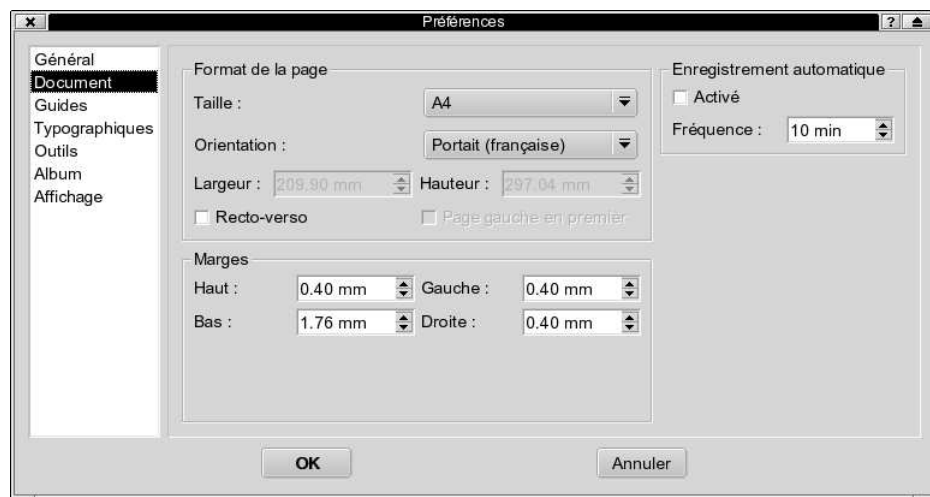 Préférences
?
Général
Document
Guides
Typographiques
Outils
Album
Affichage
Format de la page
Taille :
A4
Orientation :
Portait (française)
Largeur :
209.90 mm
Hauteur :
297.04 mm
Recto-verso
Page gauche en premièr
Marges
Haut :
0.40 mm
Gauche :
0.40 mm
Bas :
1.76 mm
Droite :
0.40 mm
Enregistrement automatique
Activé
Fréquence :
10 min
OK
Annuler